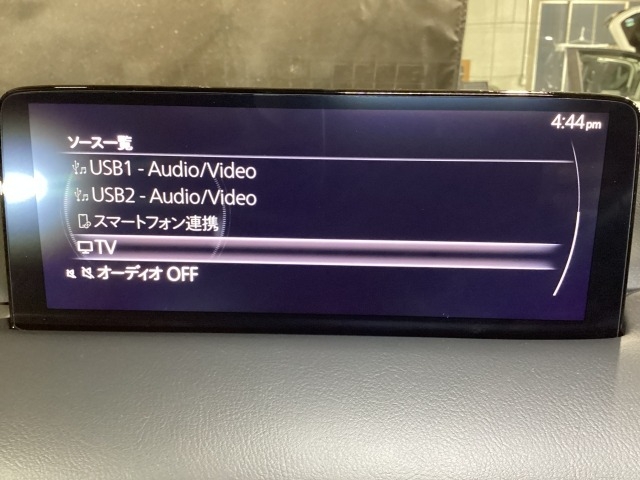 4:44pm
ソース一覧
USB1 - Audio/Video
USB2 - Audio/Video
スマートフォン連携
TV
オーディオ OFF